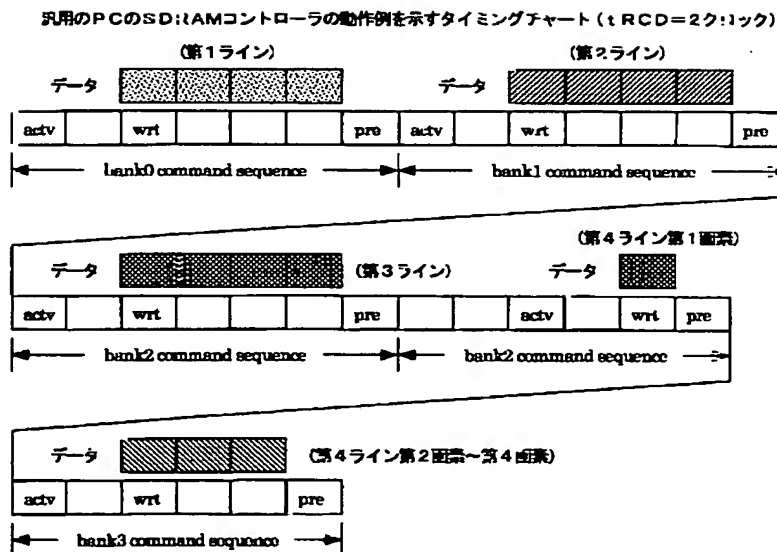 汎用のPCのSDRAMコントローラの動作例を示すタイミングチャート（tRCD＝2クロック）
(第1ライン)
(第2ライン)
データ
データ
actv wrt pre actv wrt pre
bank0 command sequence
bank1 command sequence
(第4ライン第1画素)
データ
(第3ライン)
データ
actv wrt pre actv wrt pre
bank2 command sequence
bank2 command sequence
データ
(第4ライン第2画素～第4画素)
actv wrt pre
bank3 command sequence